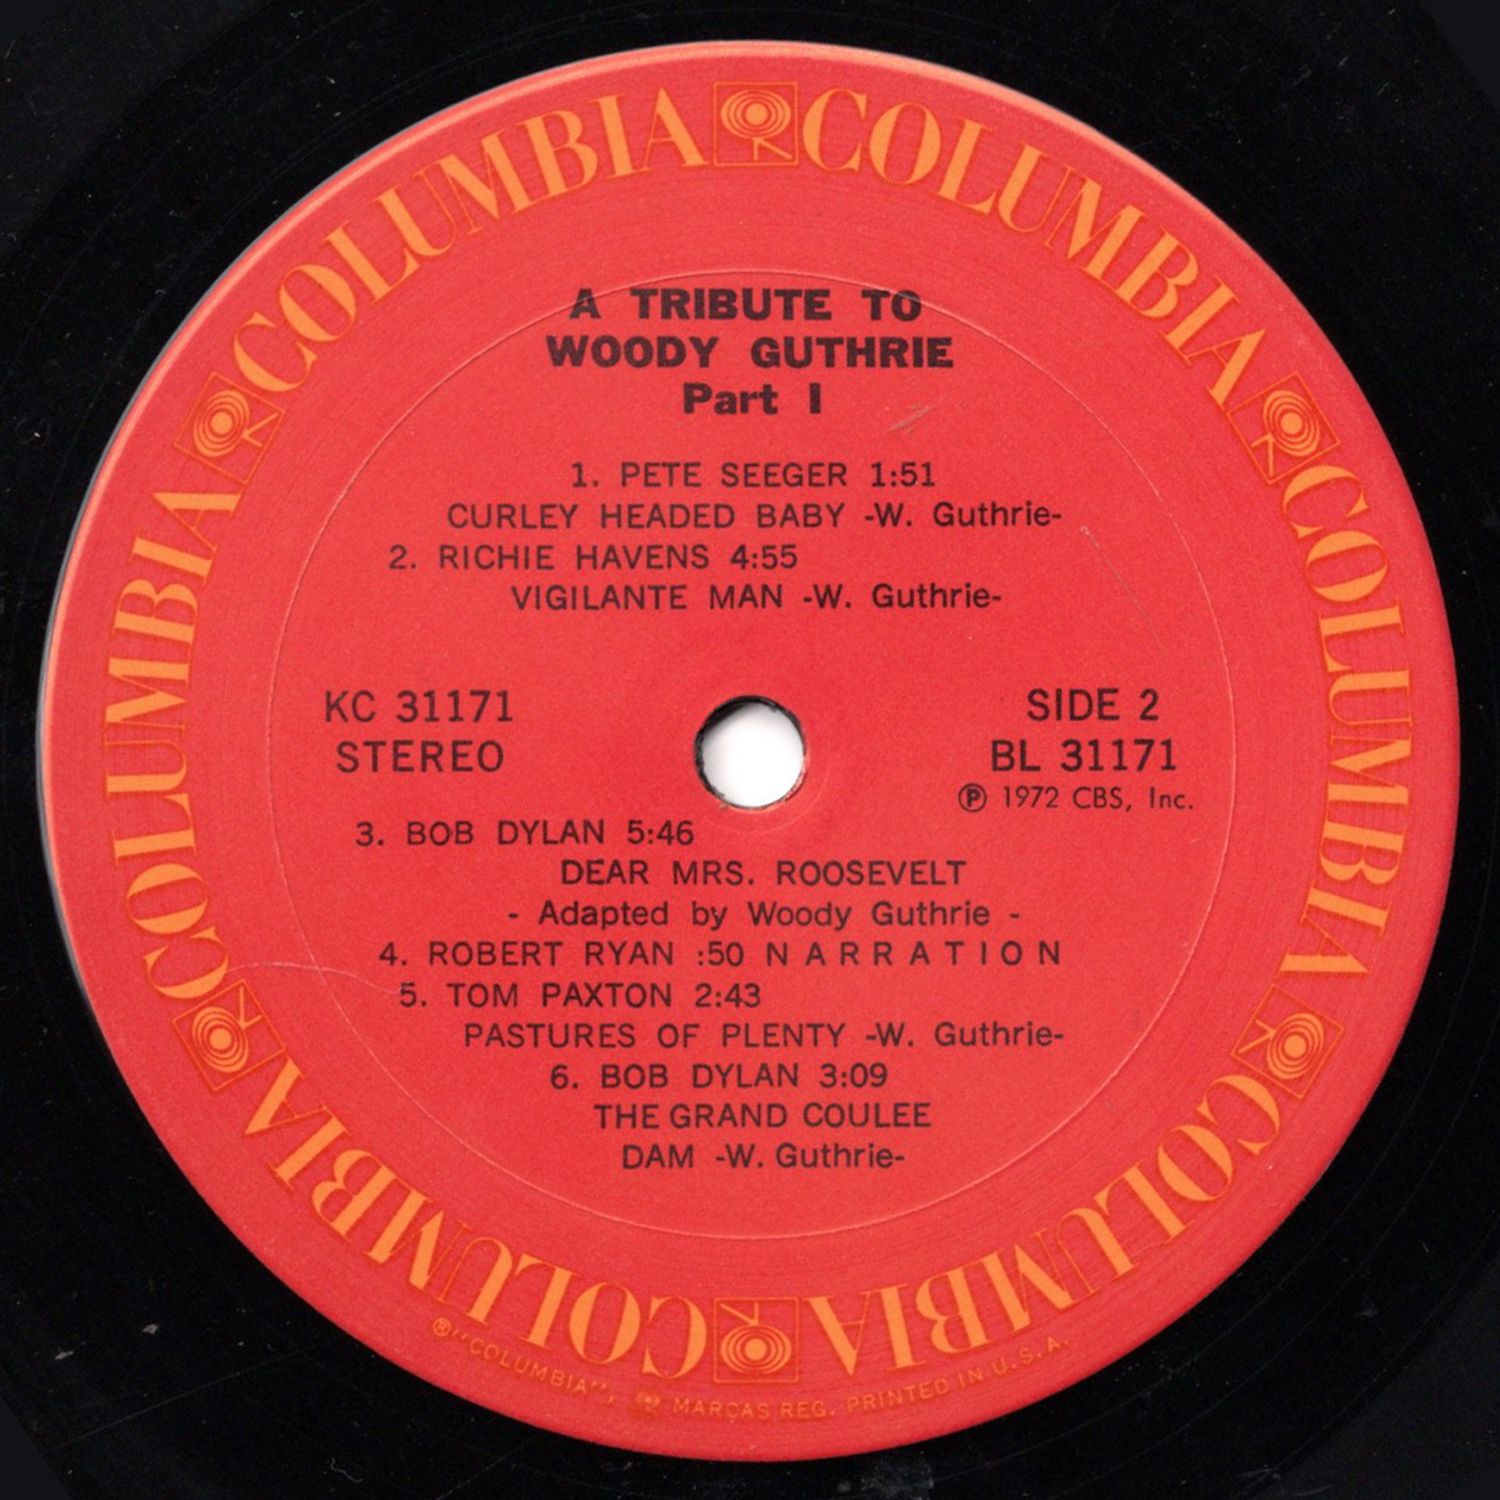 COLUMBIA COLUMBIA COLUMBIA COLUMBIA COLUMBIA COLUMBIA
A TRIBUTE TO
WOODY GUTHRIE
Part I
1. PETE SEEGER 1:51
CURLEY HEADED BABY -W. Guthrie-
2. RICHIE HAVENS 4:55
VIGILANTE MAN -W. Guthrie-
KC 31171
STEREO
SIDE 2
BL 31171
℗ 1972 CBS, Inc.
3. BOB DYLAN 5:46
DEAR MRS. ROOSEVELT
- Adapted by Woody Guthrie -
4. ROBERT RYAN :50 NARRATION
5. TOM PAXTON 2:43
PASTURES OF PLENTY -W. Guthrie-
6. BOB DYLAN 3:09
THE GRAND COULEE
DAM -W. Guthrie-
® "COLUMBIA", MARCAS REG. PRINTED IN U.S.A.